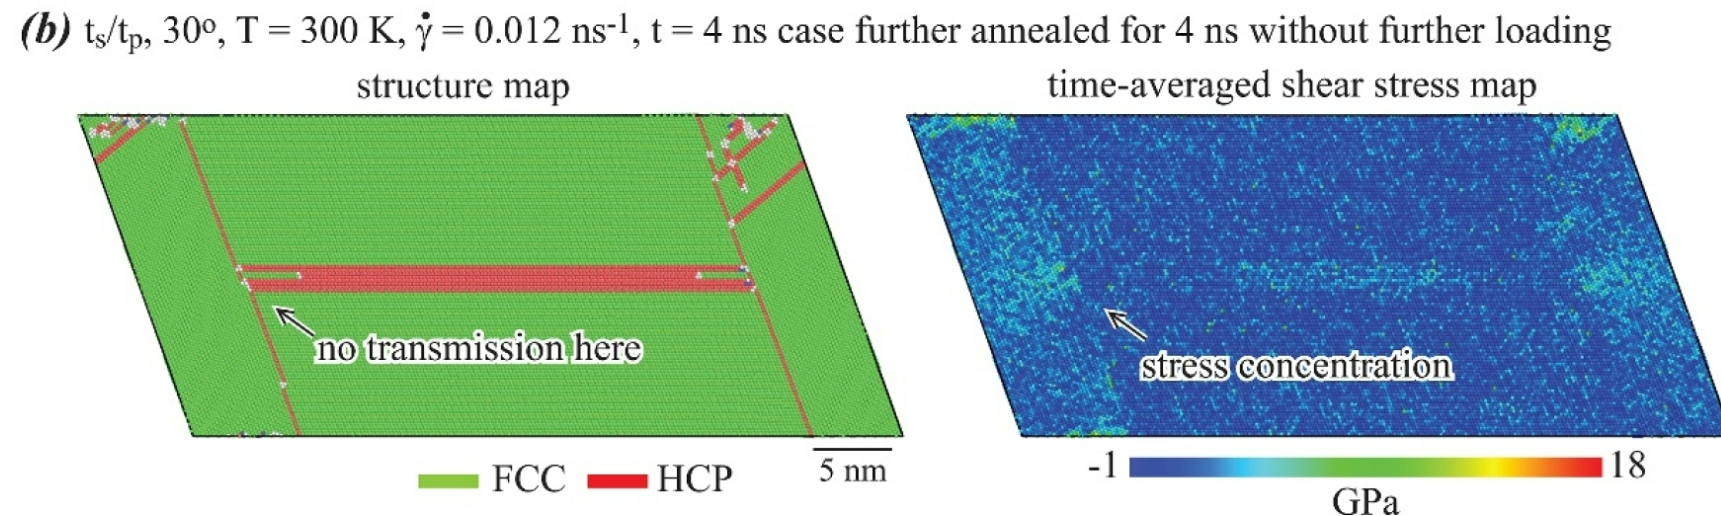 (b) tₛ/tₚ, 30º, T = 300 K, γ̇ = 0.012 ns⁻¹, t = 4 ns case further annealed for 4 ns without further loading
structure map
time-averaged shear stress map
no transmission here
stress concentration
FCC
HCP
5 nm
-1
18
GPa